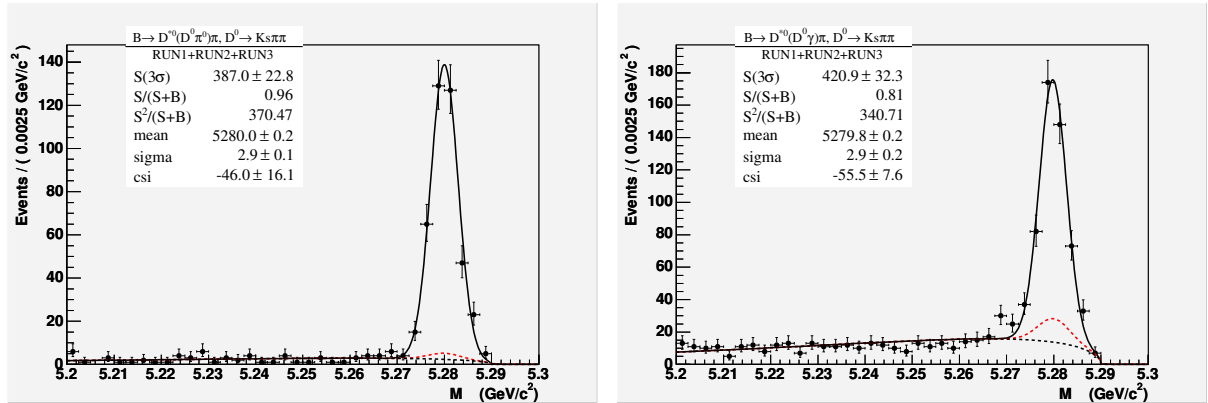 B→ D*⁰(D⁰π⁰)π, D⁰→ Ksππ
RUN1+RUN2+RUN3
S(3σ) 387.0 ± 22.8
S/(S+B) 0.96
S²/(S+B) 370.47
mean 5280.0 ± 0.2
sigma 2.9 ± 0.1
csi -46.0 ± 16.1
Events / ( 0.0025 GeV/c² )
140
120
100
80
60
40
20
0
5.2 5.21 5.22 5.23 5.24 5.25 5.26 5.27 5.28 5.29 5.3
M (GeV/c²)
B→ D*⁰(D⁰γ)π, D⁰→ Ksππ
RUN1+RUN2+RUN3
S(3σ) 420.9 ± 32.3
S/(S+B) 0.81
S²/(S+B) 340.71
mean 5279.8 ± 0.2
sigma 2.9 ± 0.2
csi -55.5 ± 7.6
Events / ( 0.0025 GeV/c² )
180
160
140
120
100
80
60
40
20
0
5.2 5.21 5.22 5.23 5.24 5.25 5.26 5.27 5.28 5.29 5.3
M (GeV/c²)